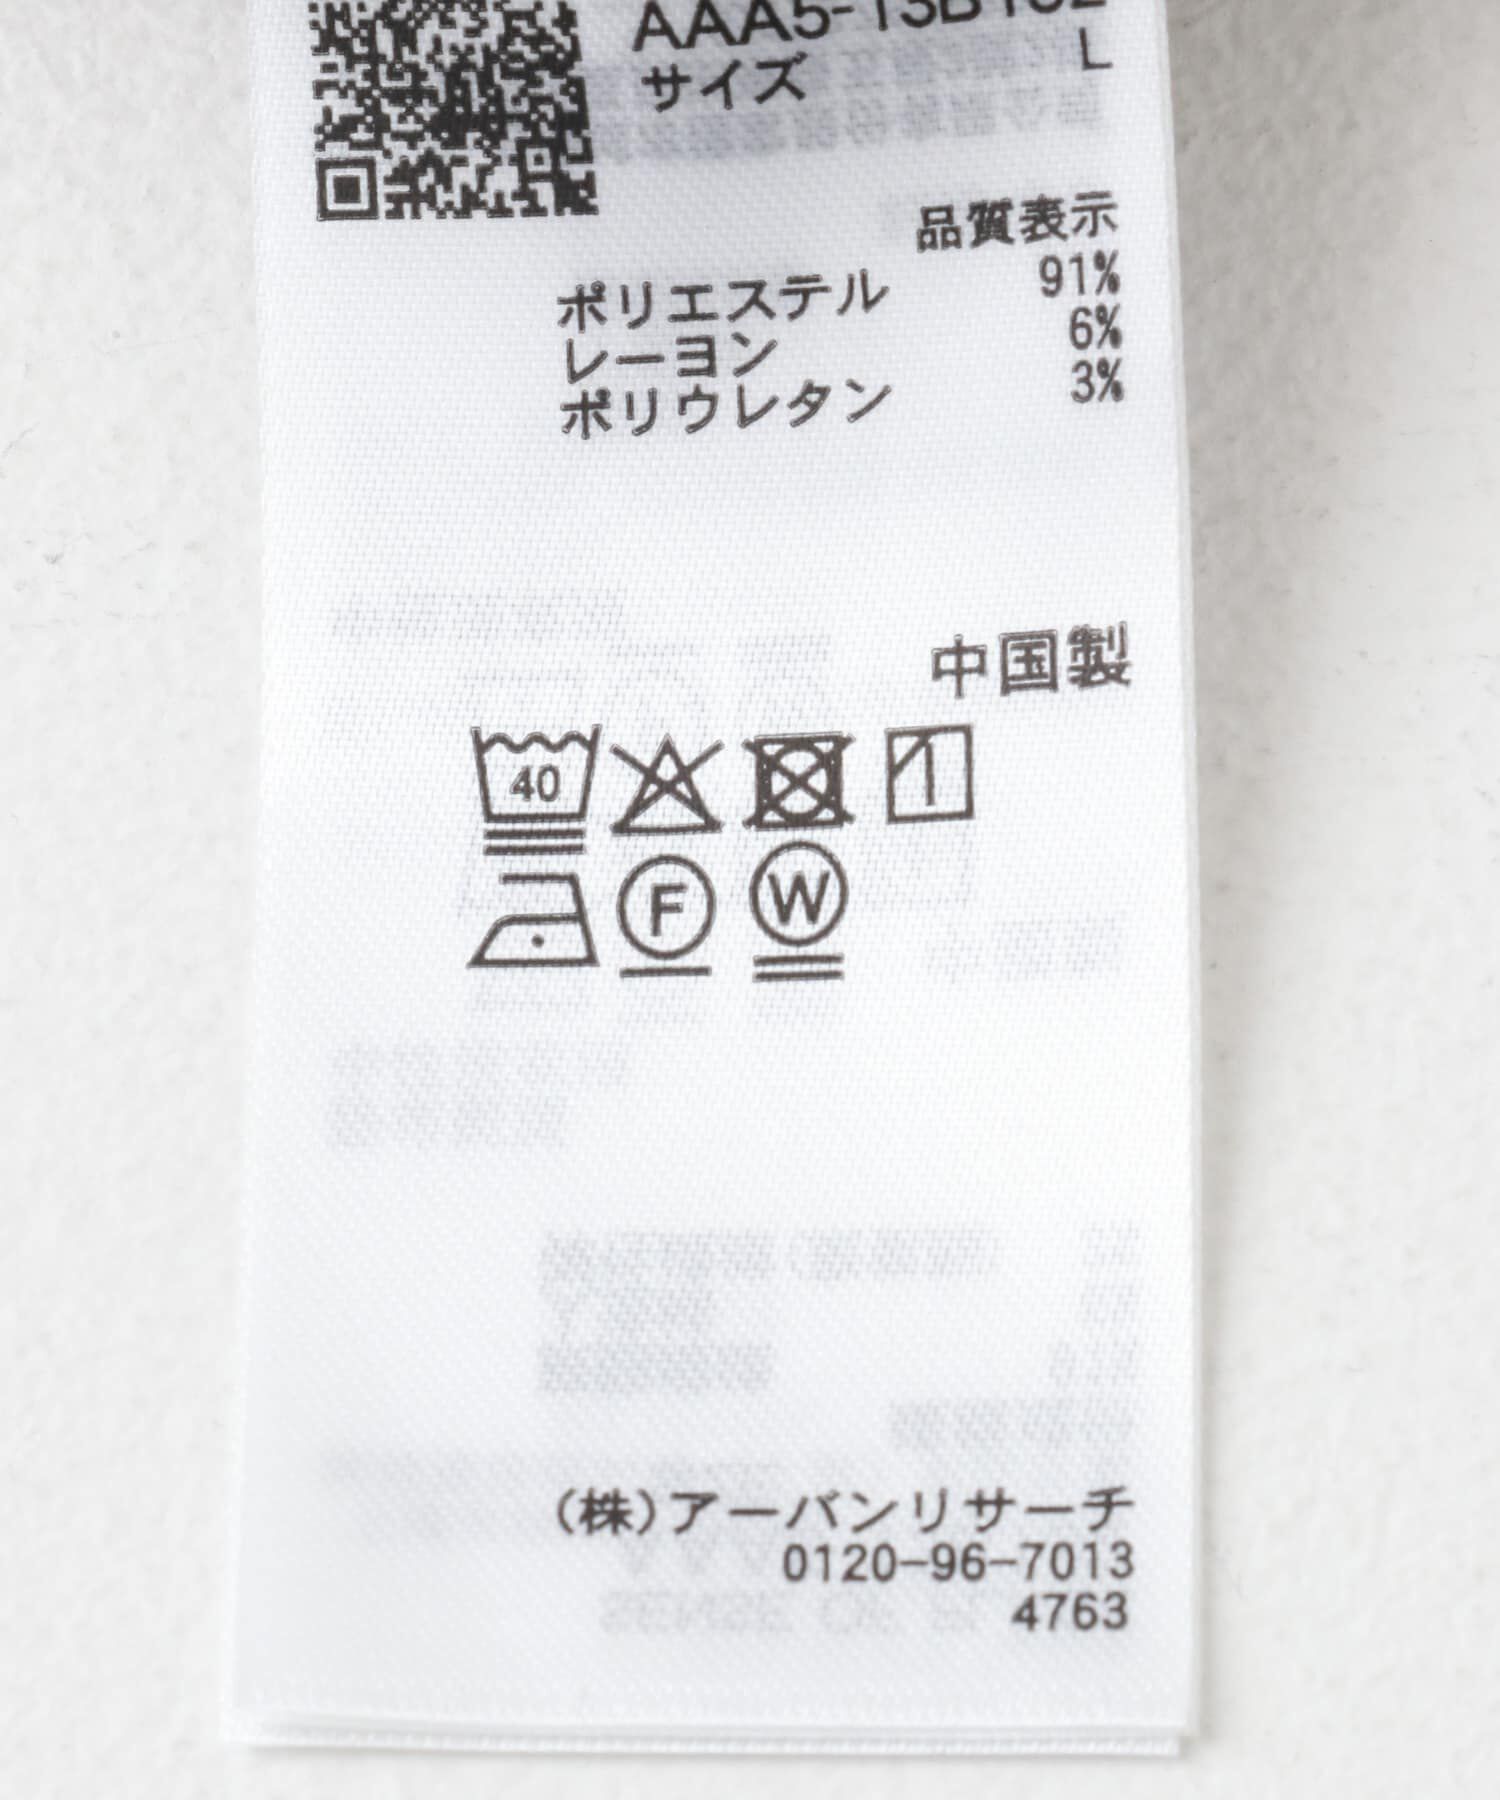 サイズ L
品質表示
ポリエステル 91%
レーヨン 6%
ポリウレタン 3%
中国製
40
F W
(株)アーバンリサーチ
0120-96-7013
4763